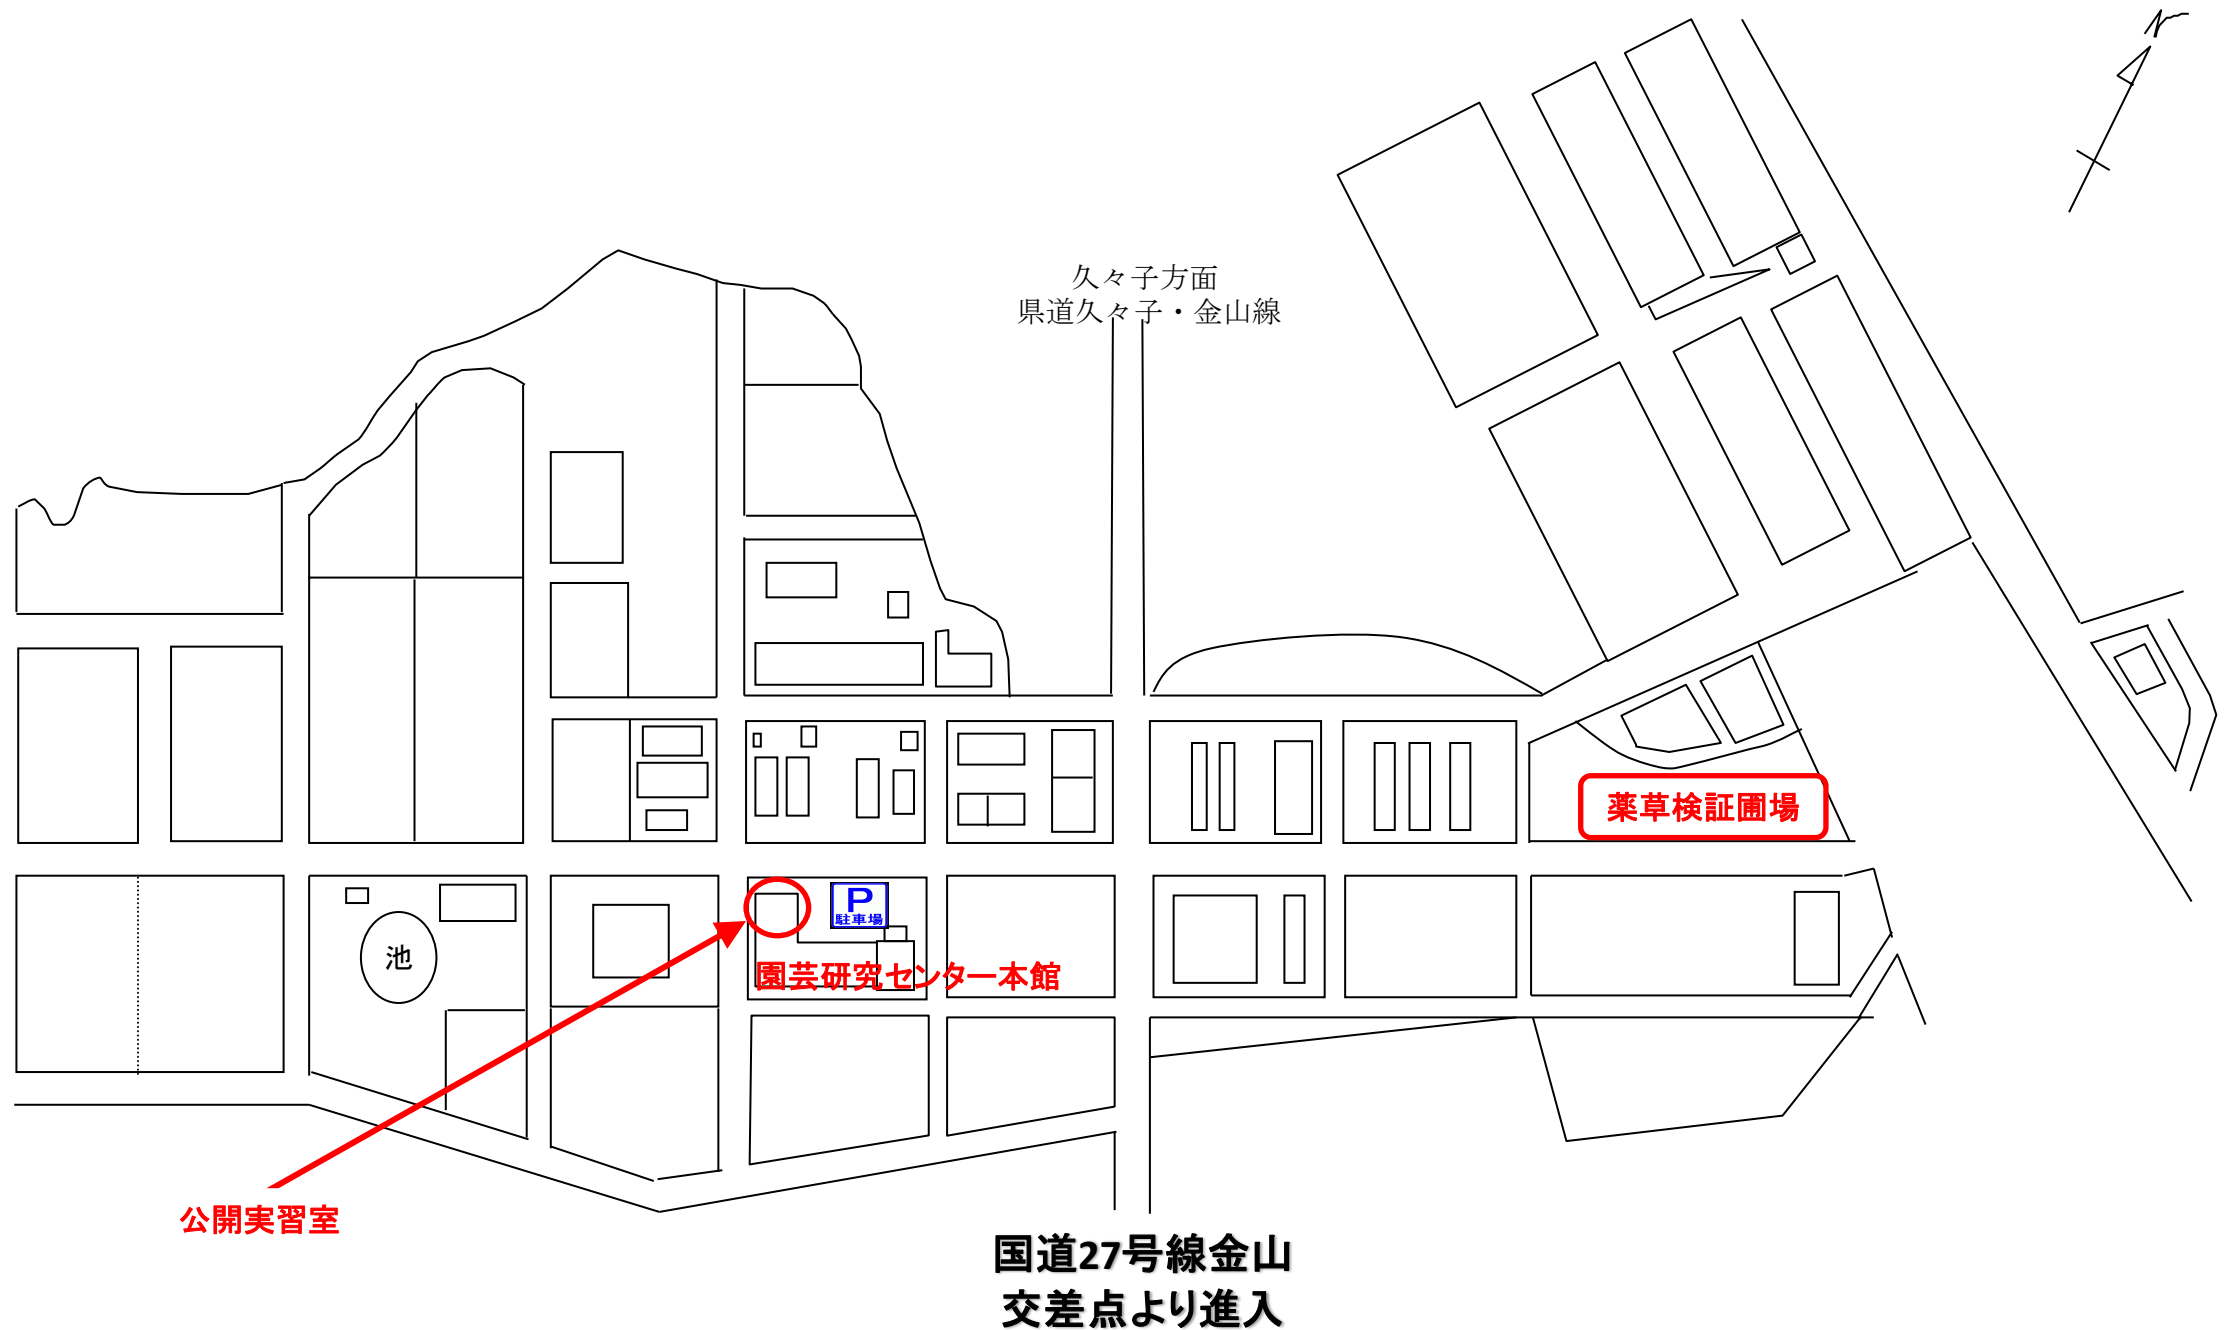 N
久々子方面
県道久々子・金山線
薬草検証圃場
P
駐車場
池
園芸研究センター本館
公開実習室
国道27号線金山
交差点より進入